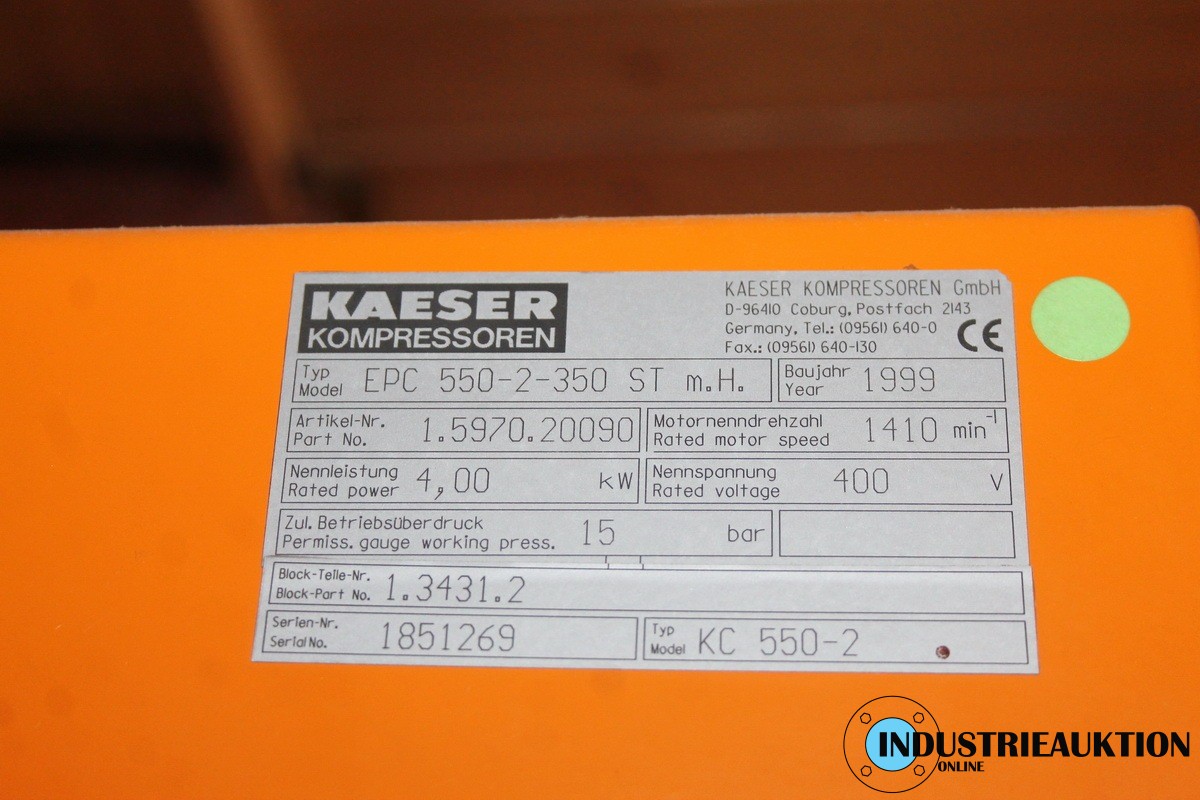 KAESER
KOMPRESSOREN
KAESER KOMPRESSOREN GmbH
D-96410 Coburg, Postfach 2143
Germany, Tel.: (09561) 640-0
Fax.: (09561) 640-130
CE
Typ
Model EPC 550-2-350 ST m.H.
Baujahr
Year 1999
Artikel-Nr.
Part No. 1.5970.20090
Motornenndrehzahl
Rated motor speed 1410 min⁻¹
Nennleistung
Rated power 4,00 kW
Nennspannung
Rated voltage 400 V
Zul. Betriebsüberdruck
Permiss. gauge working press. 15 bar
Block-Teile-Nr.
Block-Part No. 1.3431.2
Serien-Nr.
Serial No. 1851269
Typ
Model KC 550-2
INDUSTRIEAUKTION
ONLINE